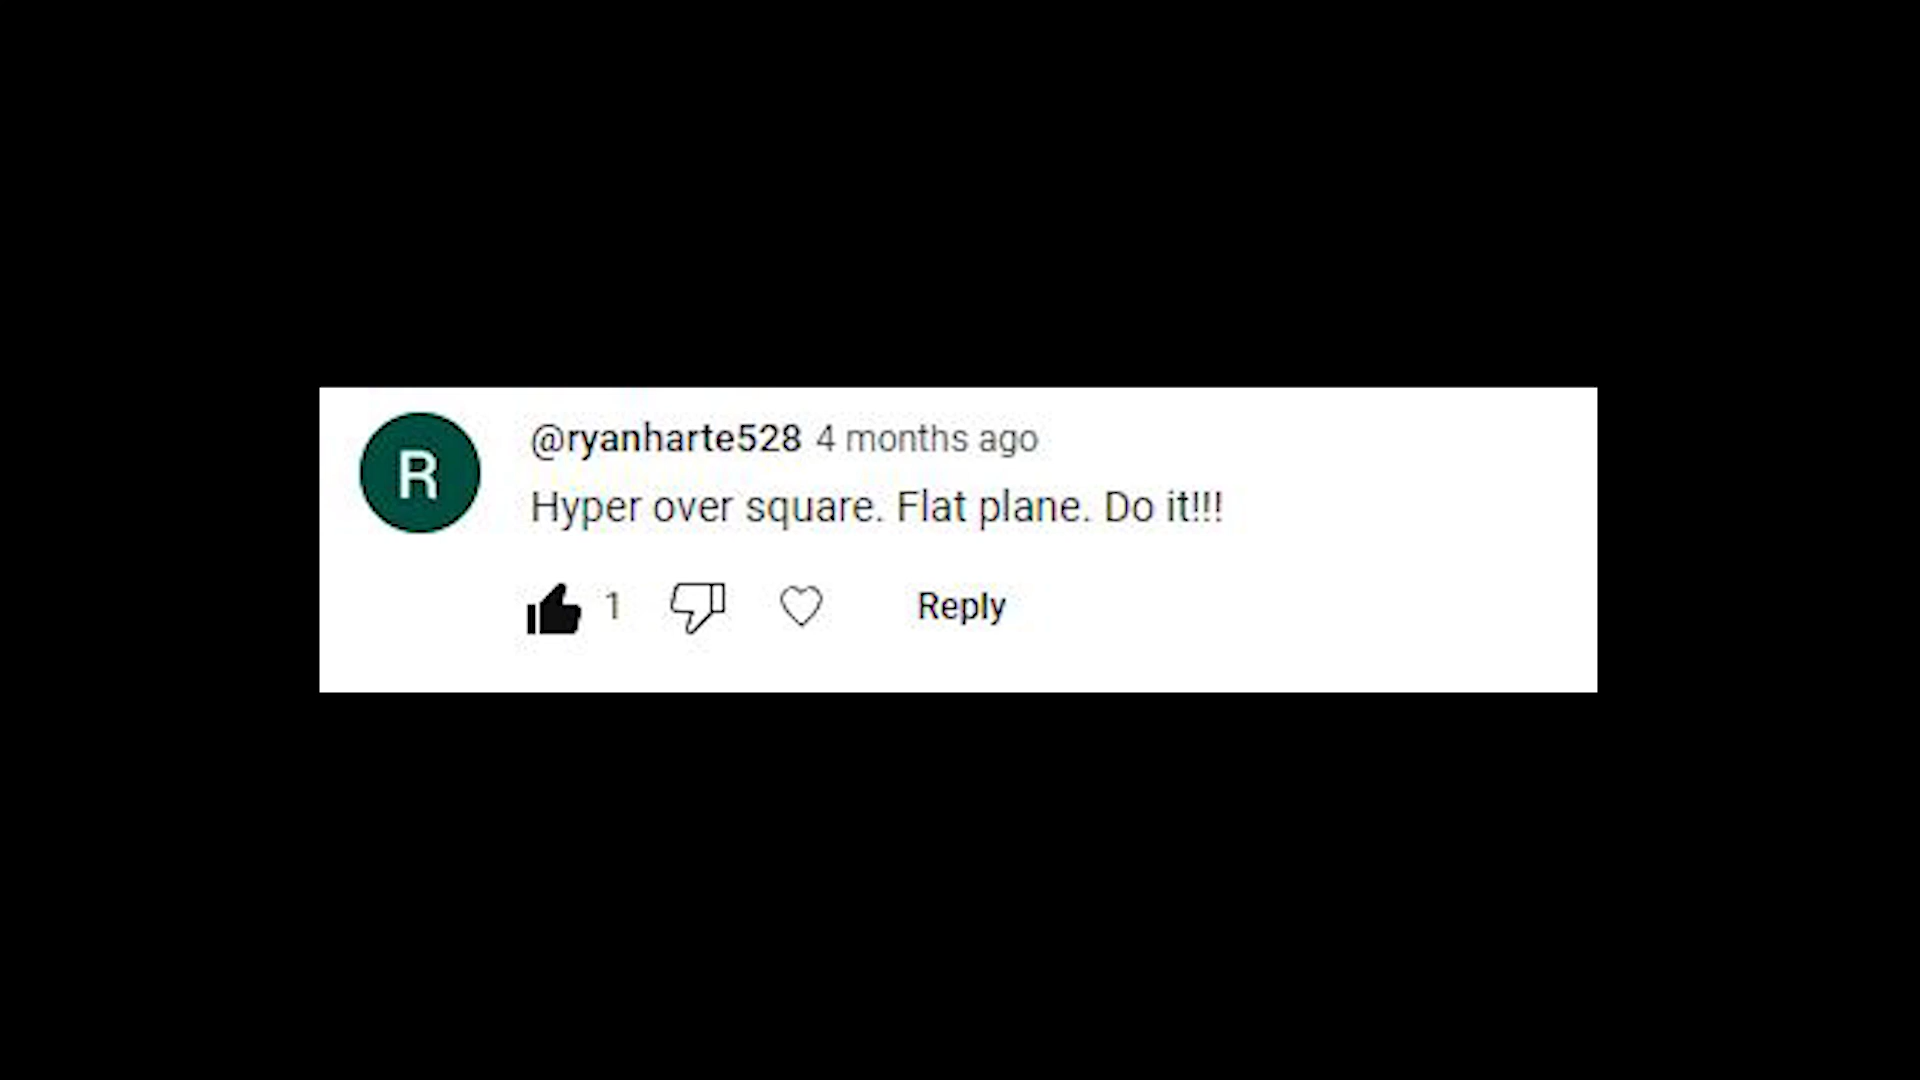 R
@ryanharte528 4 months ago
Hyper over square. Flat plane. Do it!!!
1
Reply